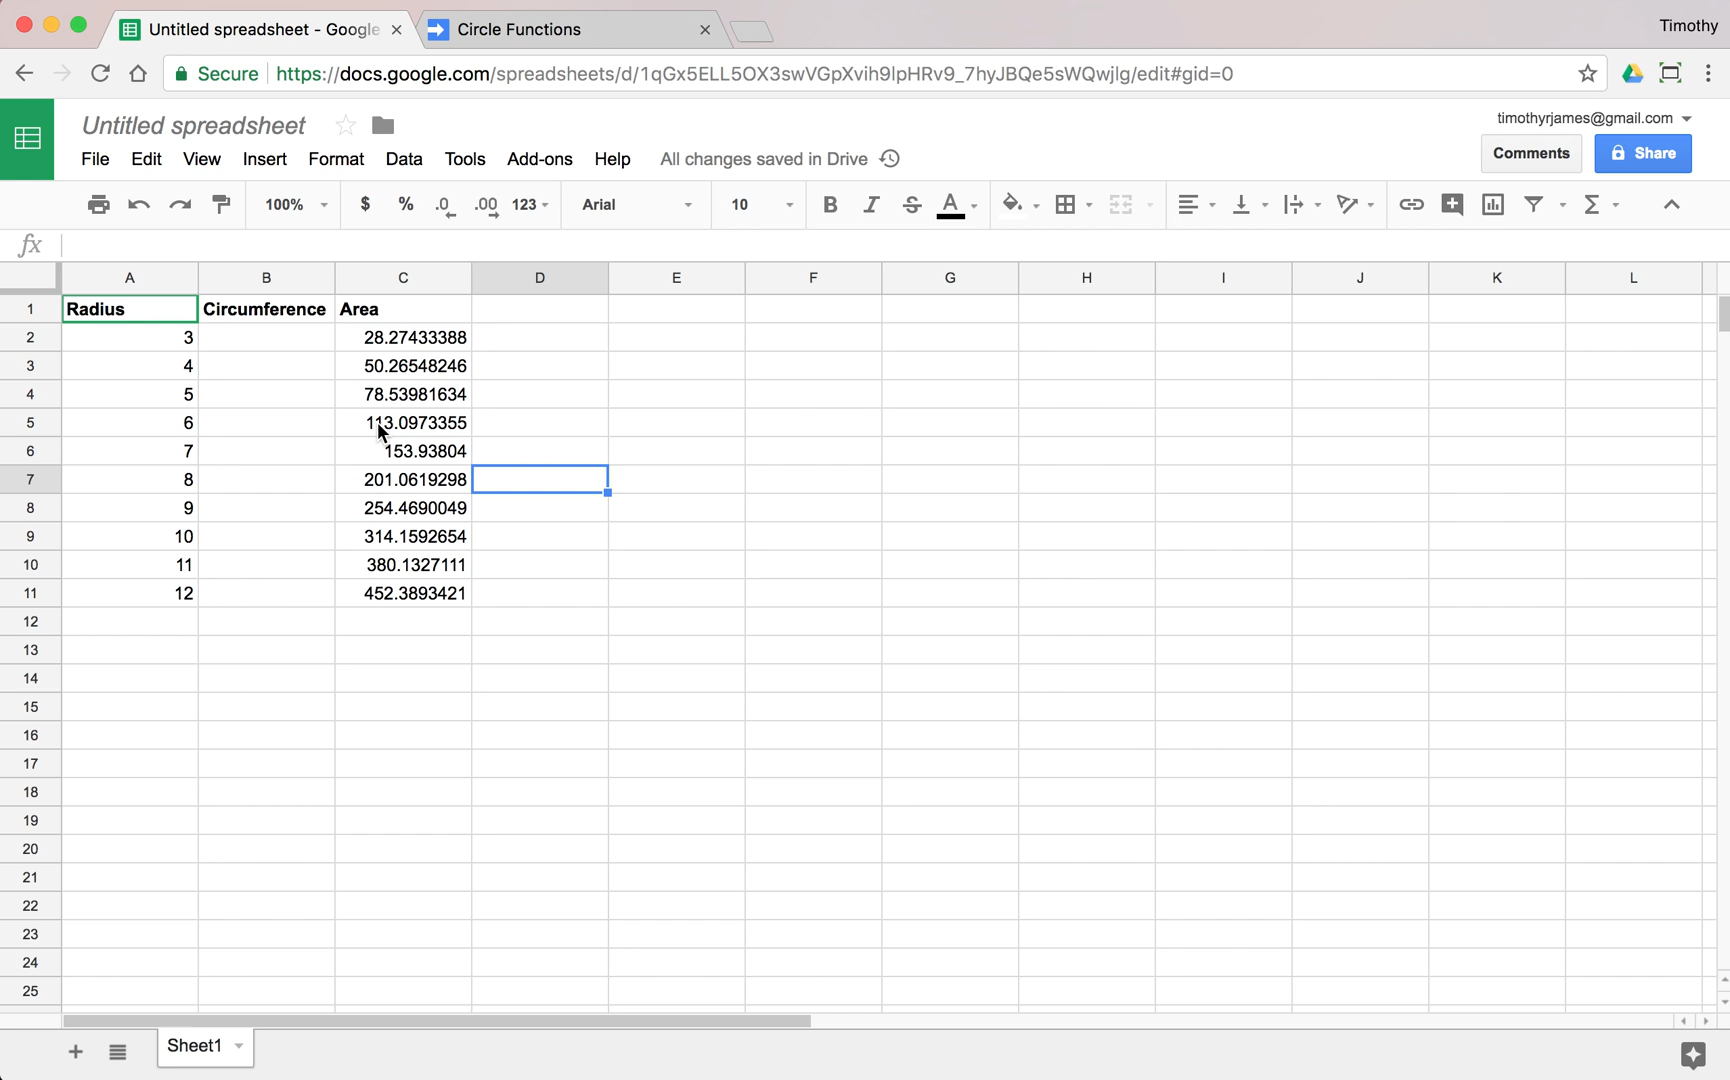 Untitled spreadsheet - Google
Circle Functions
Timothy
Secure https://docs.google.com/spreadsheets/d/1qGx5ELL5OX3swVGpXvih9lpHRv9_7hyJBQe5sWQwjlg/edit#gid=0
Untitled spreadsheet
timothyrjames@gmail.com
File Edit View Insert Format Data Tools Add-ons Help All changes saved in Drive
Comments Share
100% $ % .0 .00 123 Arial 10 B I S A Σ
fx
A B C D E F G H I J K L
1 Radius Circumference Area
2 3 28.27433388
3 4 50.26548246
4 5 78.53981634
5 6 113.0973355
6 7 153.93804
7 8 201.0619298
8 9 254.4690049
9 10 314.1592654
10 11 380.1327111
11 12 452.3893421
12
13
14
15
16
17
18
19
20
21
22
23
24
25
Sheet1